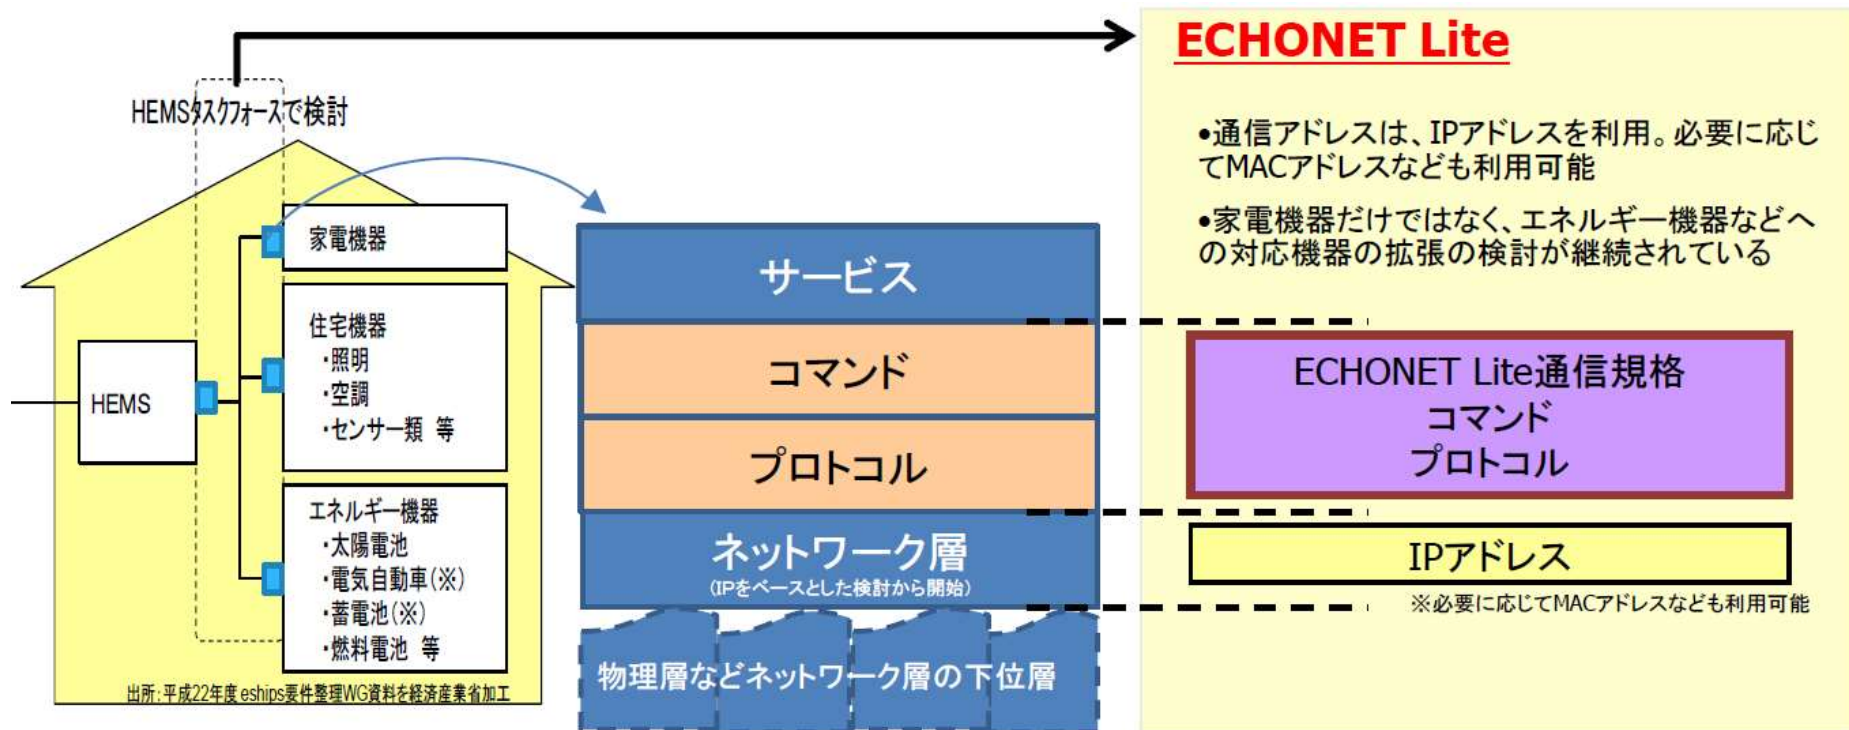 HEMSタスクフォースで検討
HEMS
家電機器
住宅機器
・照明
・空調
・センサー類 等
エネルギー機器
・太陽電池
・電気自動車(※)
・蓄電池(※)
・燃料電池 等
出所:平成22年度 eships要件整理WG資料を経済産業省加工
サービス
コマンド
プロトコル
ネットワーク層
(IPをベースとした検討から開始)
物理層などネットワーク層の下位層
ECHONET Lite
•通信アドレスは、IPアドレスを利用。必要に応じ
てMACアドレスなども利用可能
•家電機器だけではなく、エネルギー機器などへ
の対応機器の拡張の検討が継続されている
ECHONET Lite通信規格
コマンド
プロトコル
IPアドレス
※必要に応じてMACアドレスなども利用可能